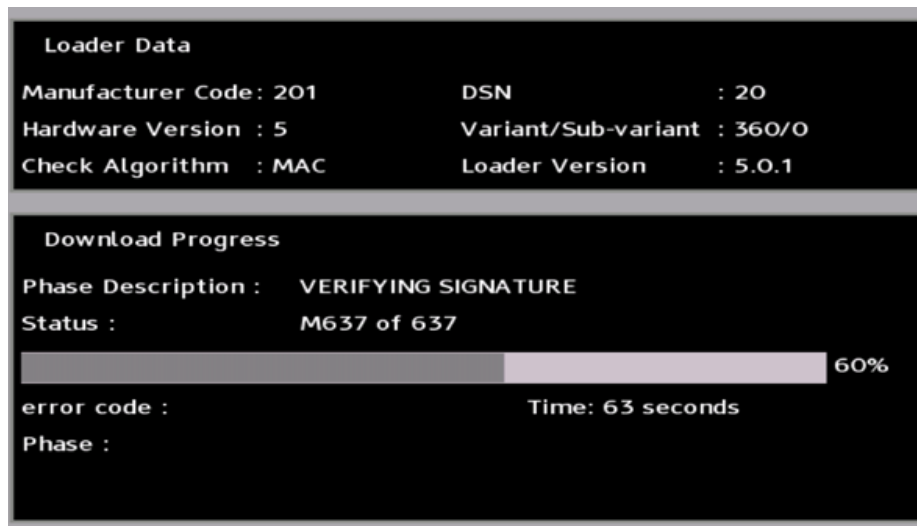 Loader Data
Manufacturer Code: 201 DSN : 20
Hardware Version : 5 Variant/Sub-variant : 360/0
Check Algorithm : MAC Loader Version : 5.0.1
Download Progress
Phase Description : VERIFYING SIGNATURE
Status : M637 of 637
60%
error code : Time: 63 seconds
Phase :